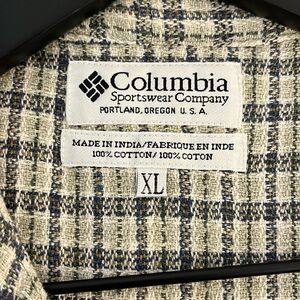 Columbia
Sportswear Company
PORTLAND, OREGON U. S. A.
MADE IN INDIA/FABRIQUE EN INDE
100% COTTON/100% COTON
XL